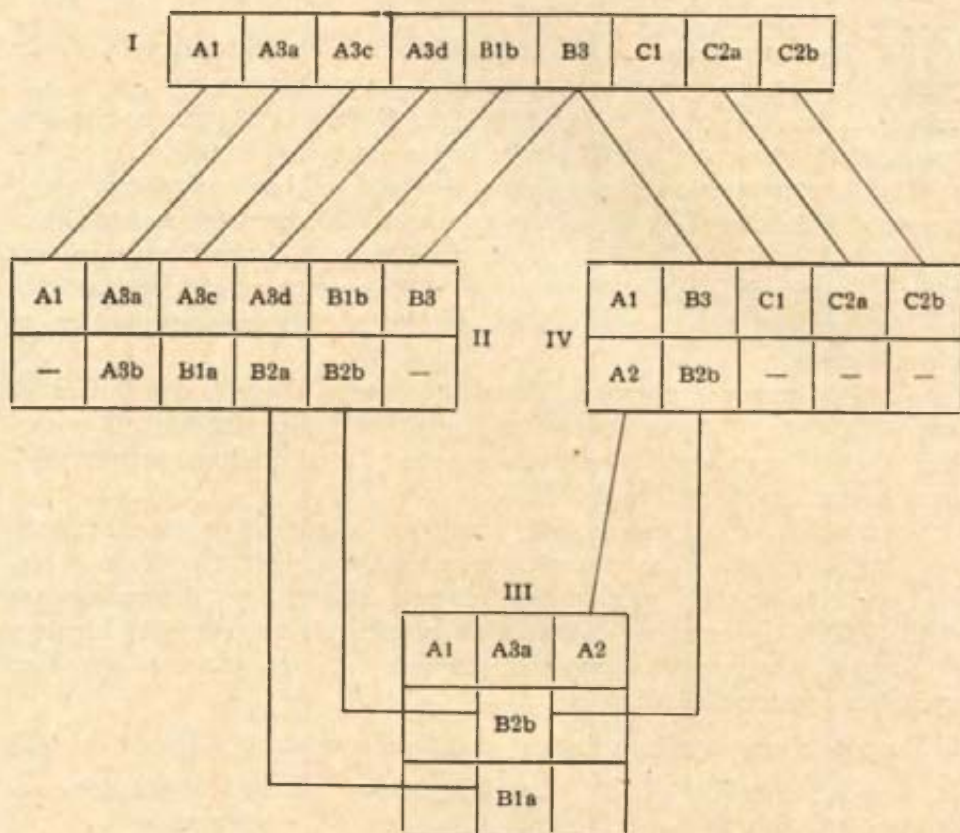 I A1 A3a A3c A3d B1b B3 C1 C2a C2b
A1 A3a A3c A3d B1b B3
— A3b B1a B2a B2b —
II
IV
A1 B3 C1 C2a C2b
A2 B2b — — —
III
A1 A3a A2
B2b
B1a